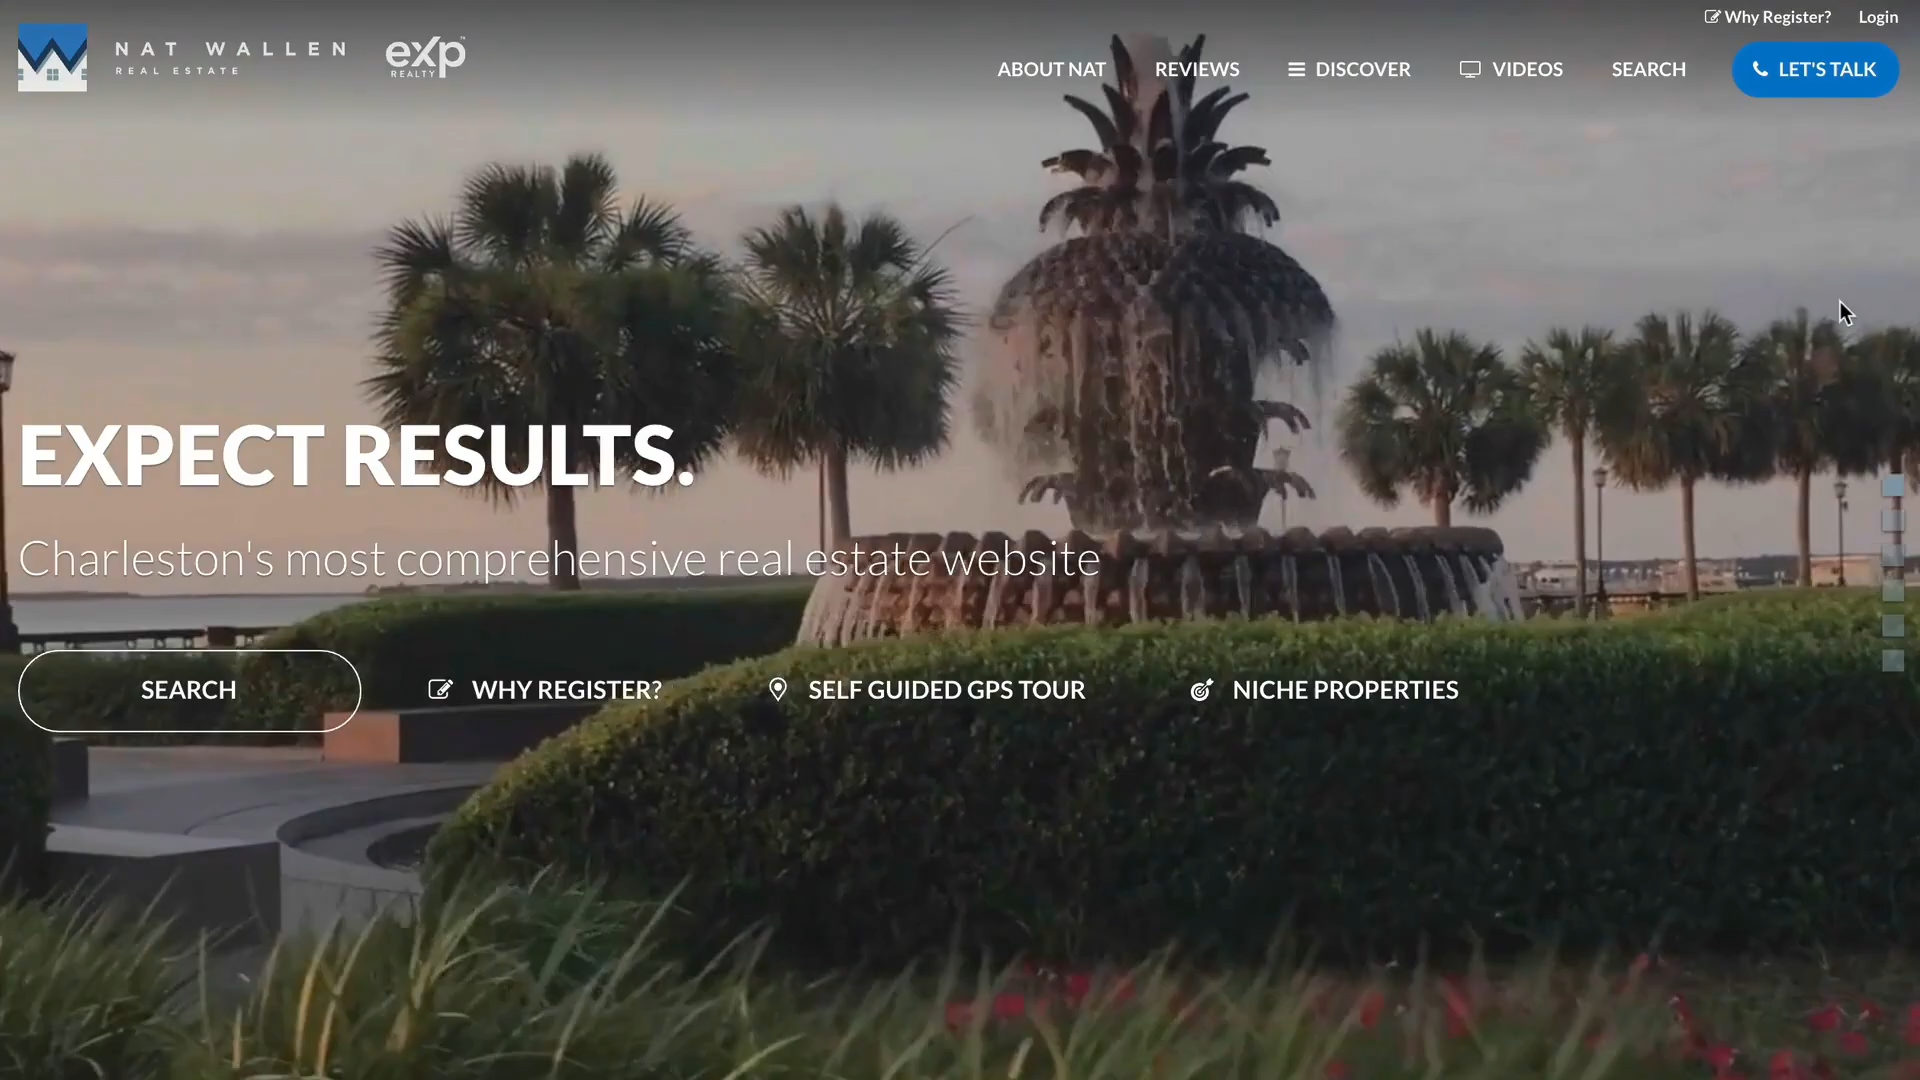 Why Register?
Login
NAT WALLEN
REAL ESTATE
eXp
REALTY
ABOUT NAT
REVIEWS
DISCOVER
VIDEOS
SEARCH
LET'S TALK
EXPECT RESULTS.
Charleston's most comprehensive real estate website
SEARCH
WHY REGISTER?
SELF GUIDED GPS TOUR
NICHE PROPERTIES